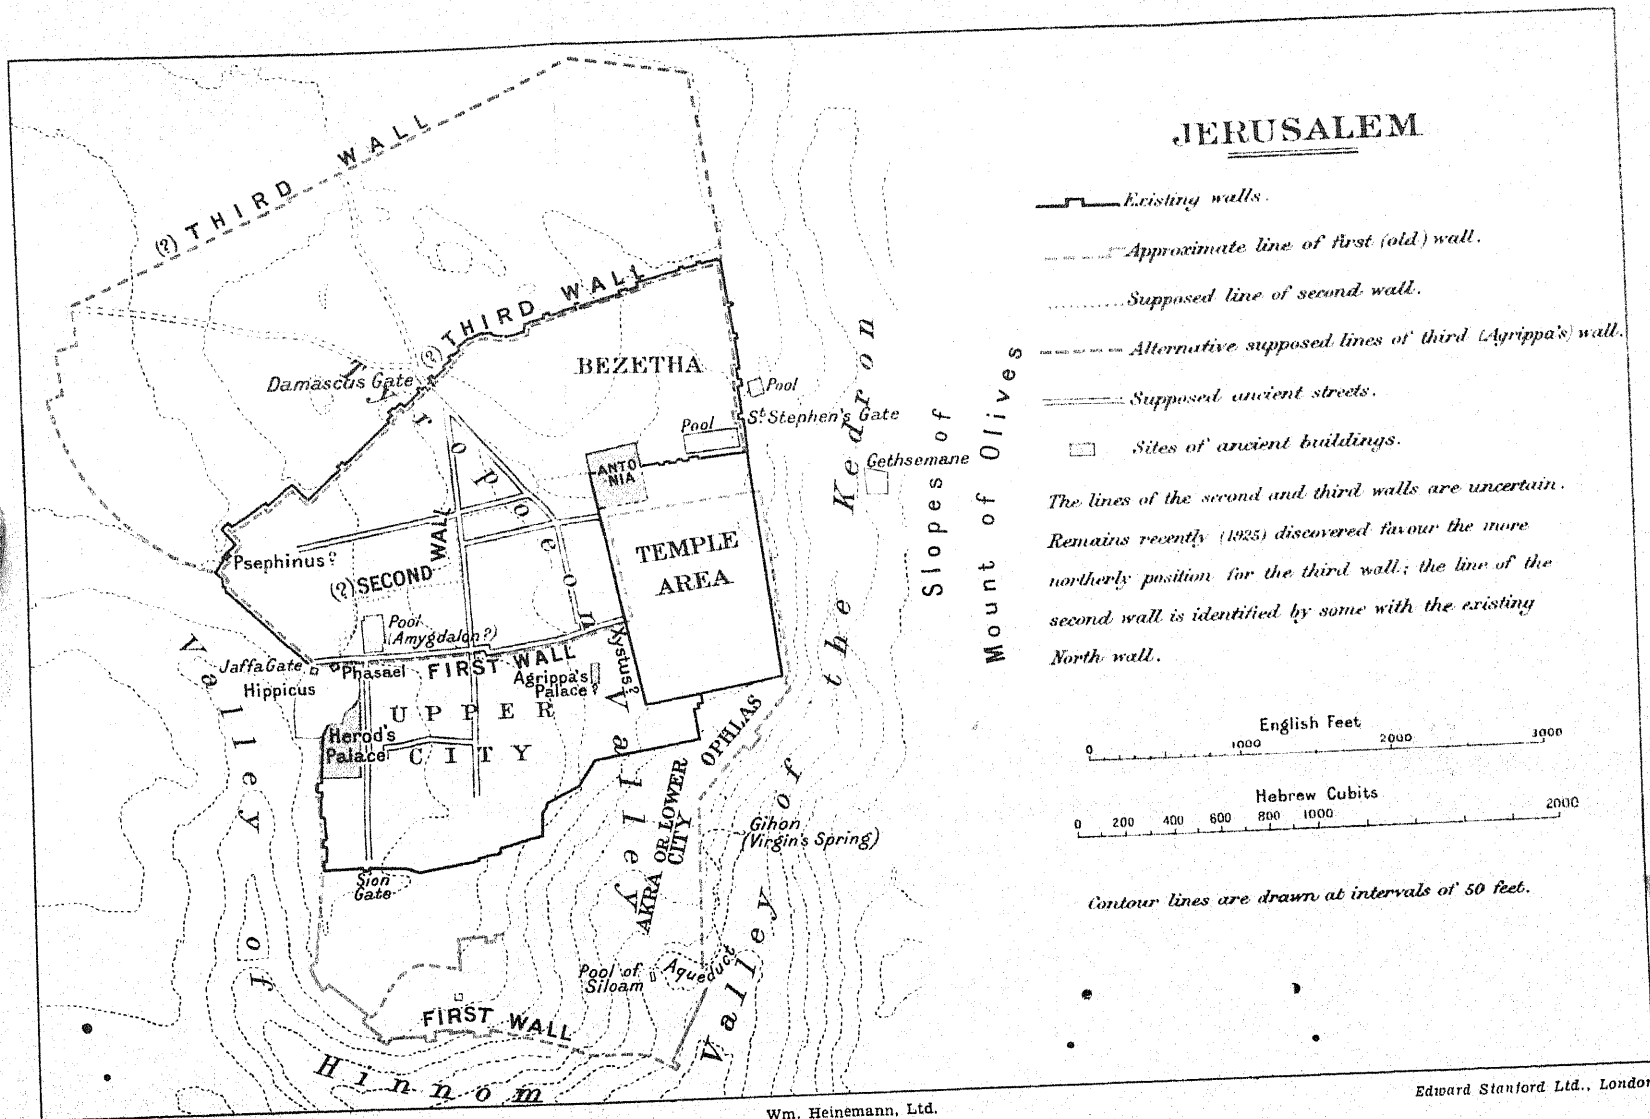 JERUSALEM
Existing walls.
Approximate line of first (old) wall.
Supposed line of second wall.
Alternative supposed lines of third (Agrippa's) wall.
Supposed ancient streets.
Sites of ancient buildings.
The lines of the second and third walls are uncertain.
Remains recently (1925) discovered favour the more
northerly position for the third wall; the line of the
second wall is identified by some with the existing
North wall.
English Feet
0 1000 2000 3000
Hebrew Cubits
0 200 400 600 800 1000 2000
Contour lines are drawn at intervals of 50 feet.
(?) THIRD WALL
(?) THIRD WALL
BEZETHA
Damascus Gate
Tyropoeon Valley
Pool
St. Stephen's Gate
Pool
Gethsemane
ANTO
NIA
TEMPLE
AREA
Psephinus?
(?) SECOND WALL
Pool
(Amygdalon?)
Jaffa Gate
Phasael
Hippicus
FIRST WALL
Agrippa's
Palace?
Xystus?
UPPER
CITY
Herod's
Palace
OPHLAS
AKRA OR LOWER
CITY
Gihon
(Virgin's Spring)
Sion
Gate
Pool of
Siloam
Aqueduct
FIRST WALL
Valley of Hinnom
Valley of the Kedron
Slopes of
Mount of Olives
Wm. Heinemann, Ltd.
Edward Stanford Ltd., London